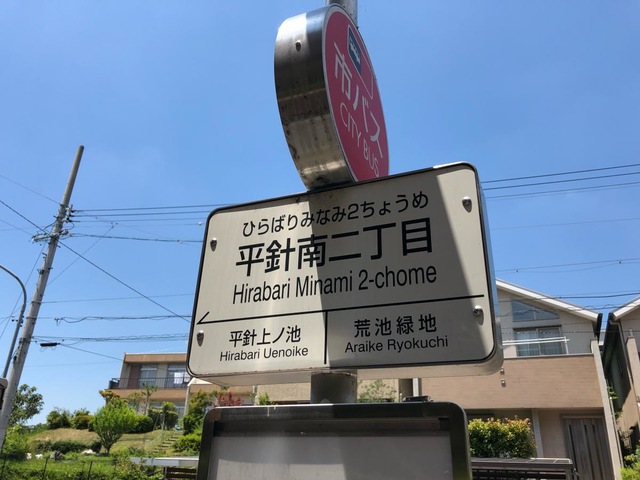 市バス
CITY BUS
ひらばりみなみ2ちょうめ
平針南二丁目
Hirabari Minami 2-chome
平針上ノ池
Hirabari Uenoike
荒池緑地
Araike Ryokuchi